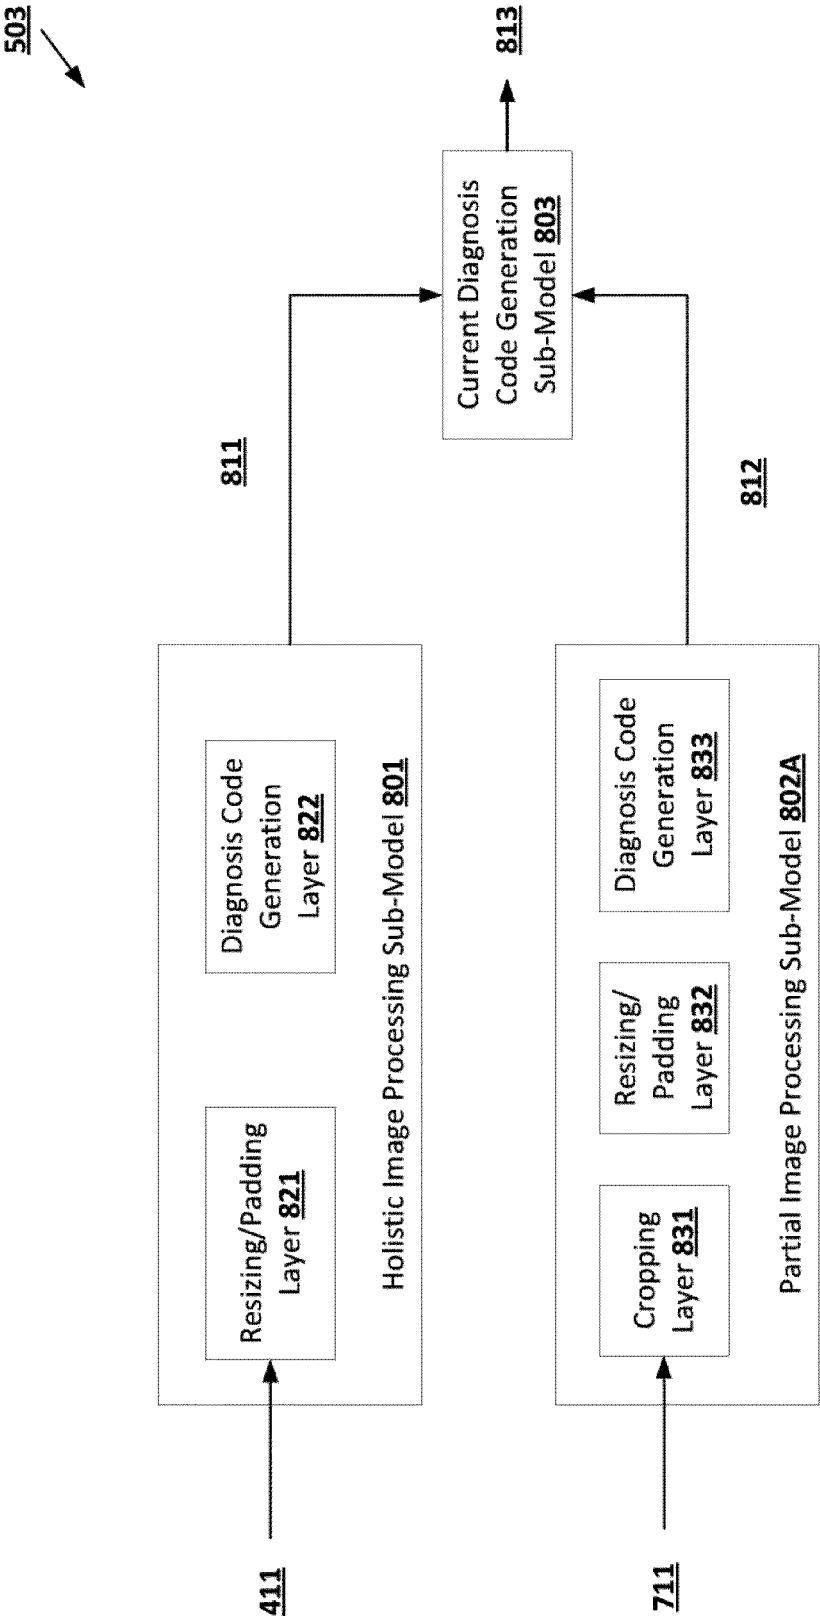 503
411
Resizing/Padding
Layer 821
Diagnosis Code
Generation
Layer 822
Holistic Image Processing Sub-Model 801
811
Current Diagnosis
Code Generation
Sub-Model 803
813
711
Cropping
Layer 831
Resizing/
Padding
Layer 832
Diagnosis Code
Generation
Layer 833
Partial Image Processing Sub-Model 802A
812